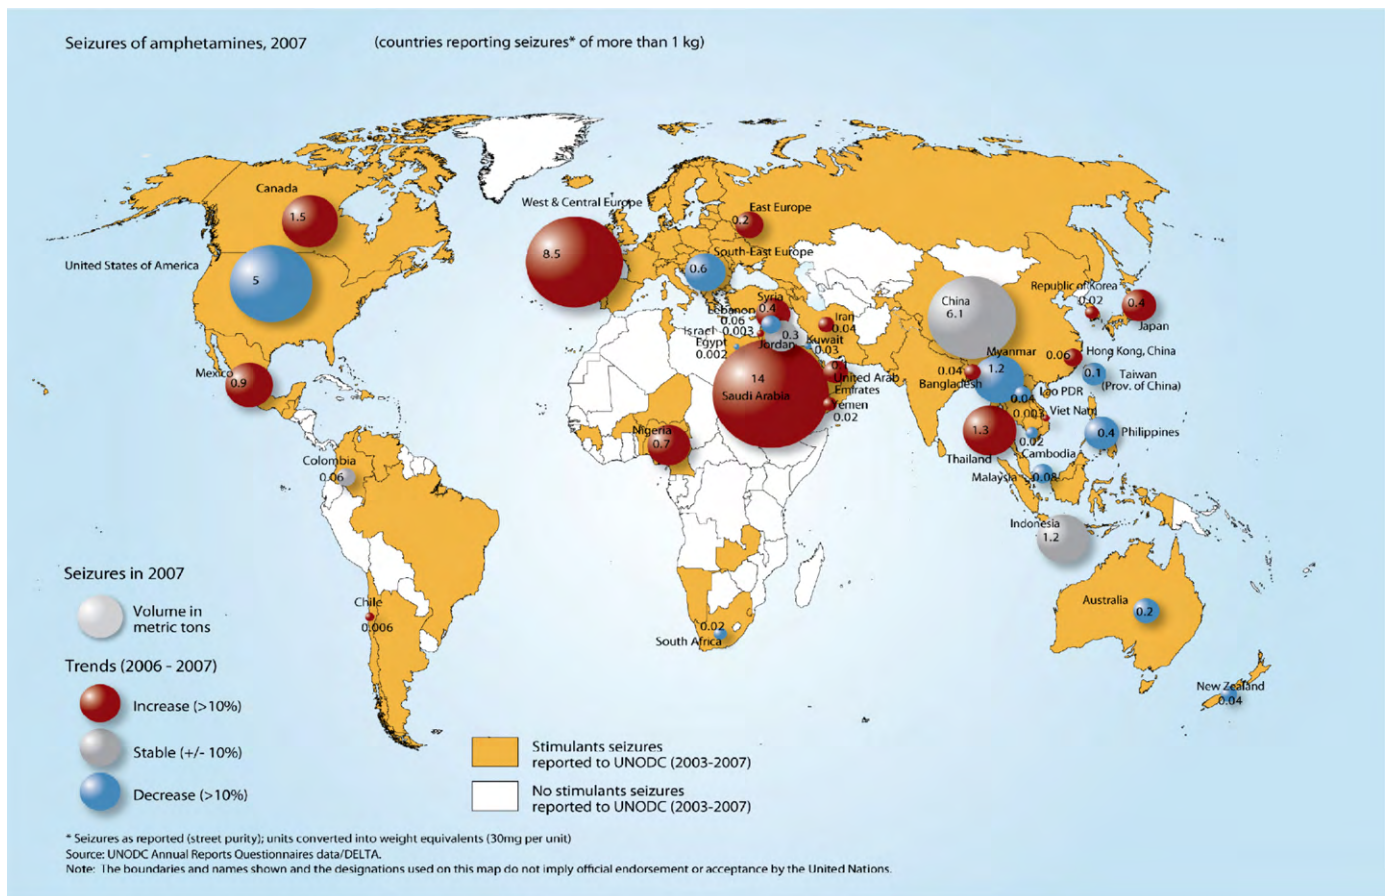 Seizures of amphetamines, 2007 (countries reporting seizures* of more than 1 kg)
Canada
1.5
West & Central Europe
8.5
East Europe
0.2
United States of America
5
South-East Europe
0.6
Republic of Korea
0.02
China
6.1
0.4
Japan
Syria
0.4
Lebanon
0.06
Iran
0.04
Israel 0.003
0.3
Jordan
Kuwait
0.03
Egypt
0.002
Myanmar
1.2
0.06
Hong Kong, China
Mexico
0.9
14
Saudi Arabia
United Arab
Emirates
0.04
Bangladesh
0.1
Taiwan
(Prov. of China)
Lao PDR
0.04
Yemen
0.02
0.003
Viet Nam
Nigeria
0.7
1.3
Thailand
0.02
Cambodia
0.4
Philippines
Colombia
0.06
Malaysia
0.08
Indonesia
1.2
Seizures in 2007
Volume in
metric tons
Chile
0.006
0.02
South Africa
Australia
0.2
Trends (2006 - 2007)
Increase (>10%)
Stable (+/- 10%)
Decrease (>10%)
New Zealand
0.04
Stimulants seizures
reported to UNODC (2003-2007)
No stimulants seizures
reported to UNODC (2003-2007)
* Seizures as reported (street purity); units converted into weight equivalents (30mg per unit)
Source: UNODC Annual Reports Questionnaires data/DELTA.
Note: The boundaries and names shown and the designations used on this map do not imply official endorsement or acceptance by the United Nations.